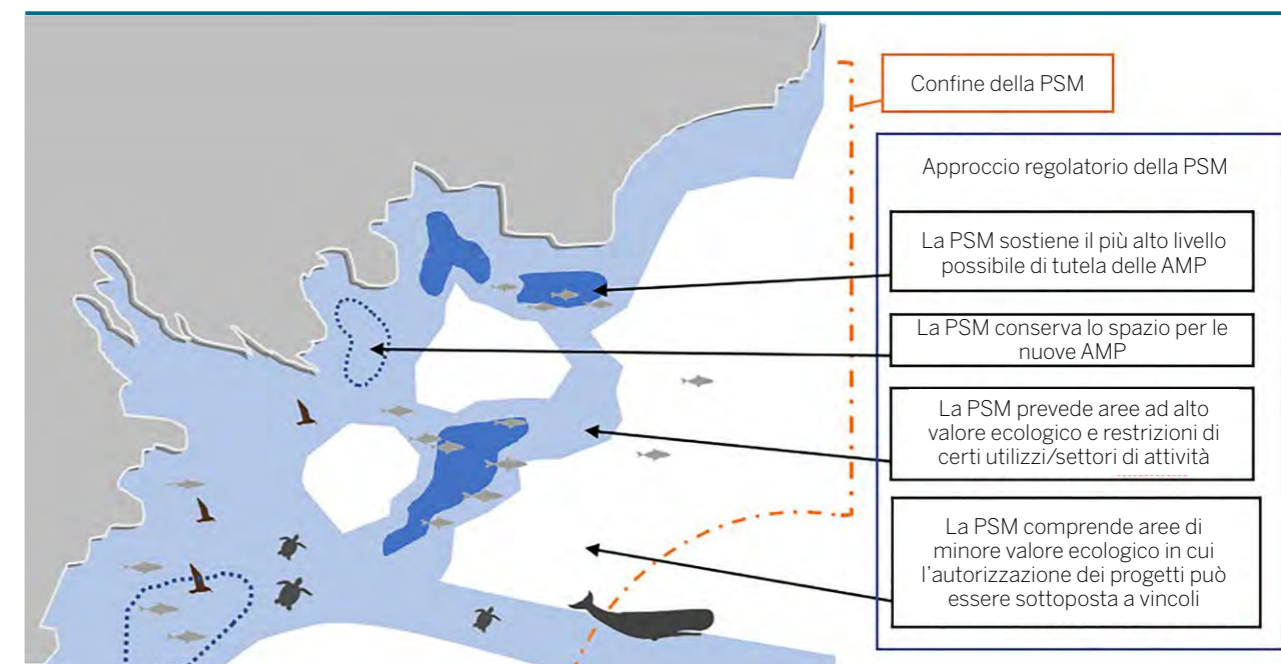 Confine della PSM
Approccio regolatorio della PSM
La PSM sostiene il più alto livello
possibile di tutela delle AMP
La PSM conserva lo spazio per le
nuove AMP
La PSM prevede aree ad alto
valore ecologico e restrizioni di
certi utilizzi/settori di attività
La PSM comprende aree di
minore valore ecologico in cui
l'autorizzazione dei progetti può
essere sottoposta a vincoli